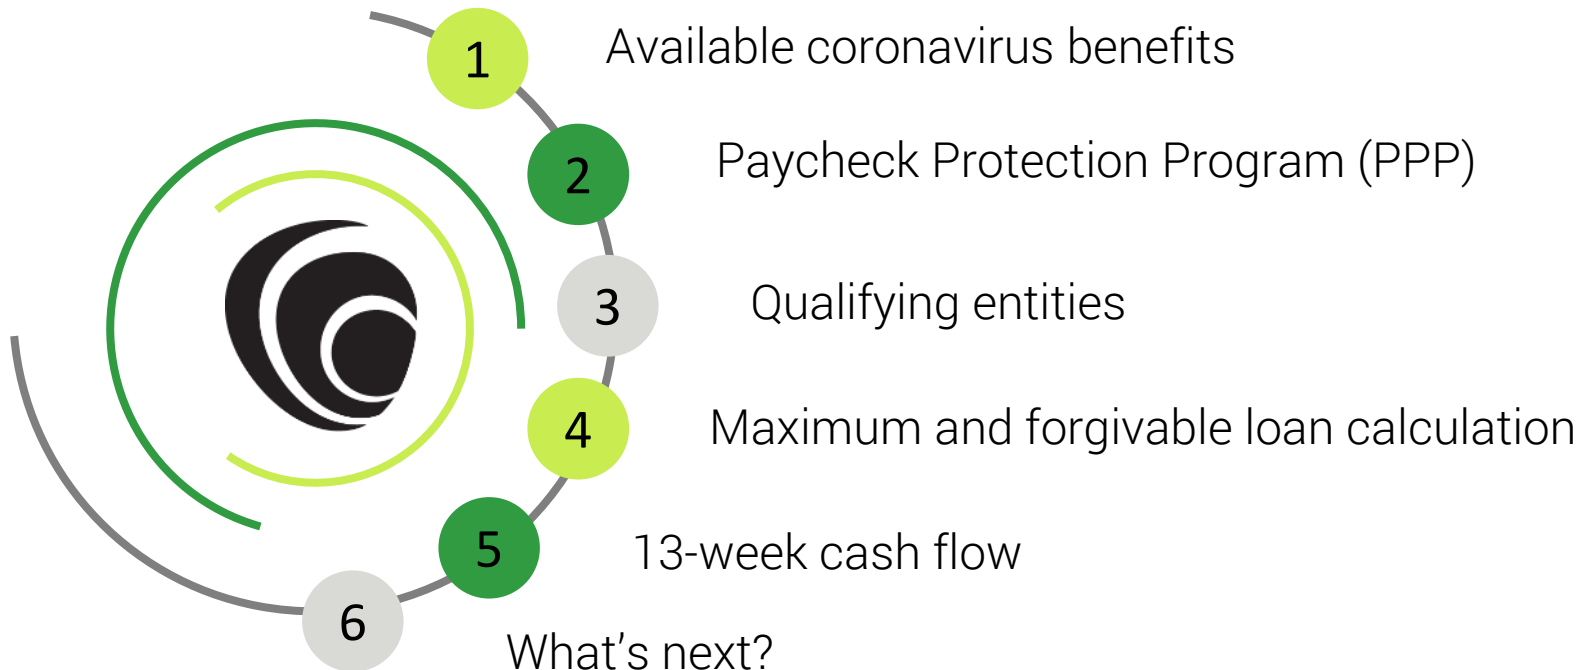 1 Available coronavirus benefits
2 Paycheck Protection Program (PPP)
3 Qualifying entities
4 Maximum and forgivable loan calculation
5 13-week cash flow
6 What's next?